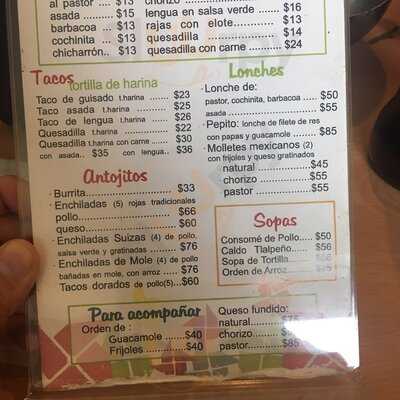 al pastor .... $13
asada ............ $15
barbacoa ...... $13
cochinita ...... $13
chicharrón.. $13
chorizo
lengua en salsa verde ...... $16
rajas con elote............... $13
quesadilla ....................... $14
quesadilla con carne .......... $24
Tacos
tortilla de harina
Taco de guisado t.harina ....... $23
Taco asada t.harina ........ $25
Taco de lengua t.harina ........ $26
Quesadilla t.harina ............ $22
Quesadilla t.harina con carne .... $30
con asada.. $35 con lengua.. $36
Lonches
Lonche de:
pastor, cochinita, barbacoa ..... $50
asada ........................... $55
Pepito: lonche de filete de res
con papas y guacamole ....... $85
Molletes mexicanos (2)
con frijoles y queso gratinados
natural ....................$45
chorizo................... $55
pastor .................... $55
Antojitos
Burrita........................ $33
Enchiladas (5) rojas tradicionales
pollo............................ $66
queso......................... $60
Enchiladas Suizas (4) de pollo,
salsa verde y gratinadas ......... $76
Enchiladas de Mole (4) de pollo
bañadas en mole, con arroz ...... $76
Tacos dorados de pollo(5)...$60
Sopas
Consomé de Pollo..... $50
Caldo Tlalpeño...... $56
Sopa de Tortilla
Orden de Arroz
Para acompañar
Orden de :
Guacamole .......$40
Frijoles ...........$40
Queso fundido:
natural...........
chorizo...........
pastor............$85